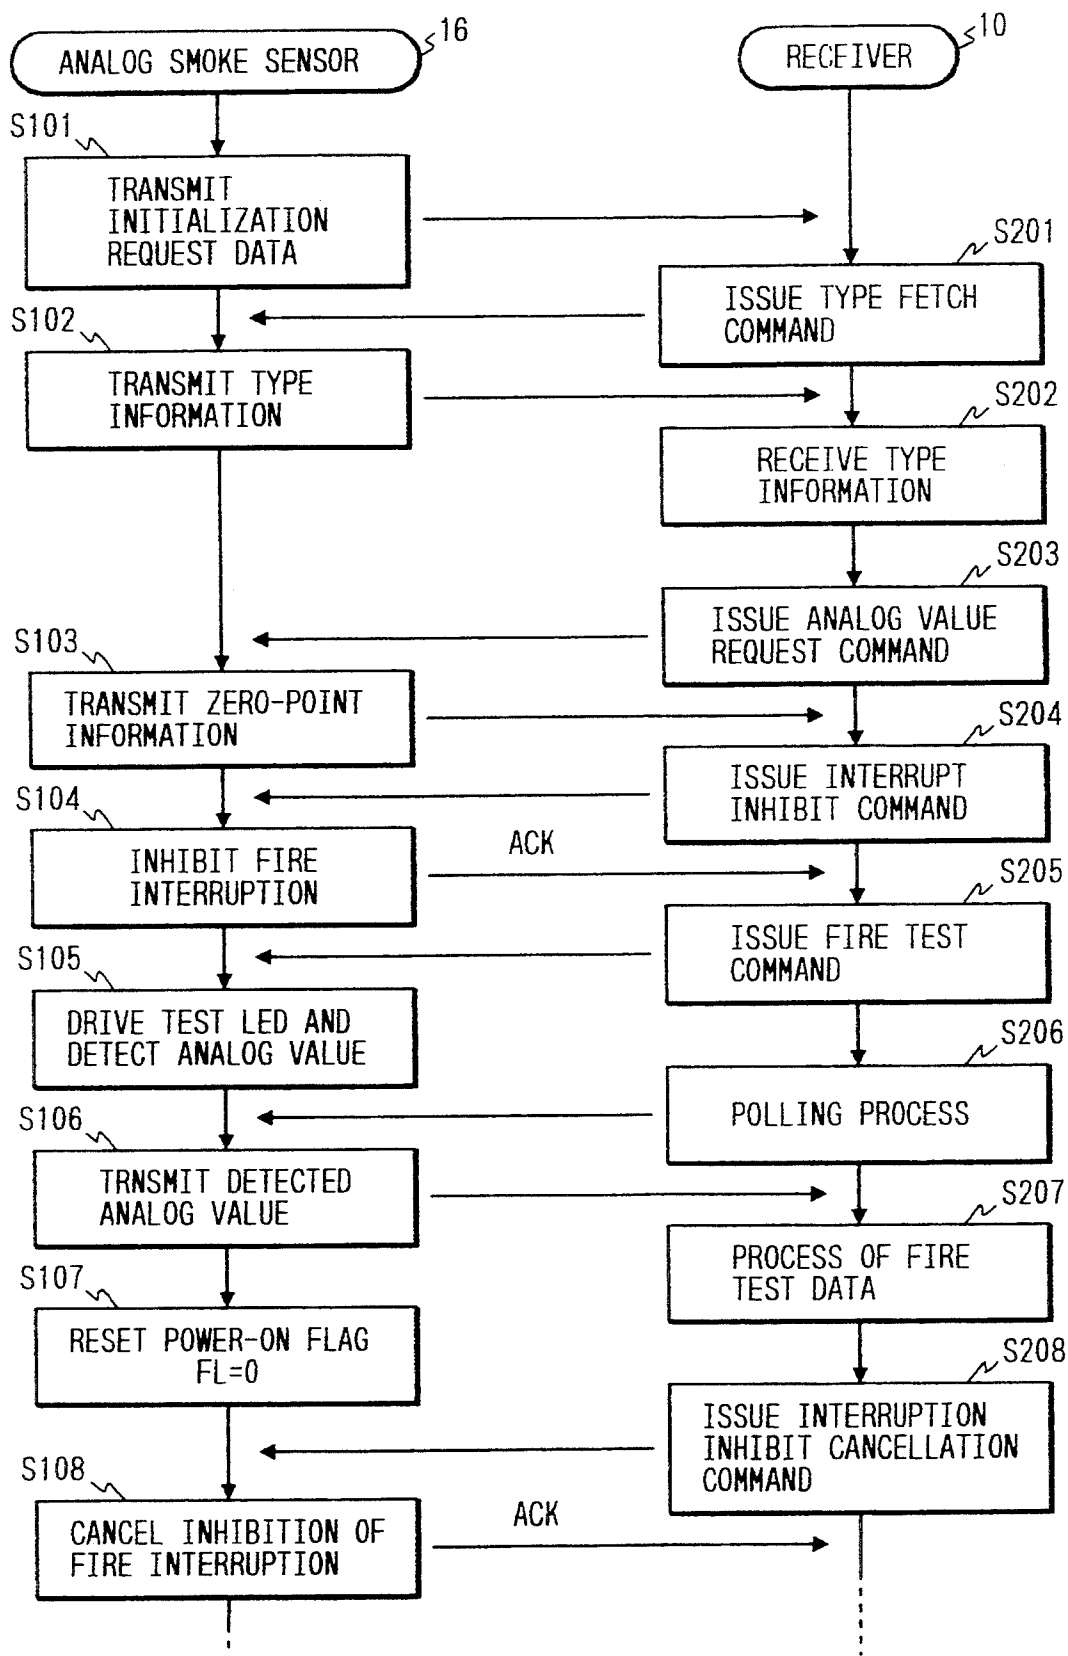 16
ANALOG SMOKE SENSOR
10
RECEIVER
S101
TRANSMIT
INITIALIZATION
REQUEST DATA
S201
ISSUE TYPE FETCH
COMMAND
S102
TRANSMIT TYPE
INFORMATION
S202
RECEIVE TYPE
INFORMATION
S203
ISSUE ANALOG VALUE
REQUEST COMMAND
S103
TRANSMIT ZERO-POINT
INFORMATION
S204
ISSUE INTERRUPT
INHIBIT COMMAND
S104
INHIBIT FIRE
INTERRUPTION
ACK
S205
ISSUE FIRE TEST
COMMAND
S105
DRIVE TEST LED AND
DETECT ANALOG VALUE
S206
POLLING PROCESS
S106
TRNSMIT DETECTED
ANALOG VALUE
S207
PROCESS OF FIRE
TEST DATA
S107
RESET POWER-ON FLAG
FL=0
S208
ISSUE INTERRUPTION
INHIBIT CANCELLATION
COMMAND
S108
CANCEL INHIBITION OF
FIRE INTERRUPTION
ACK